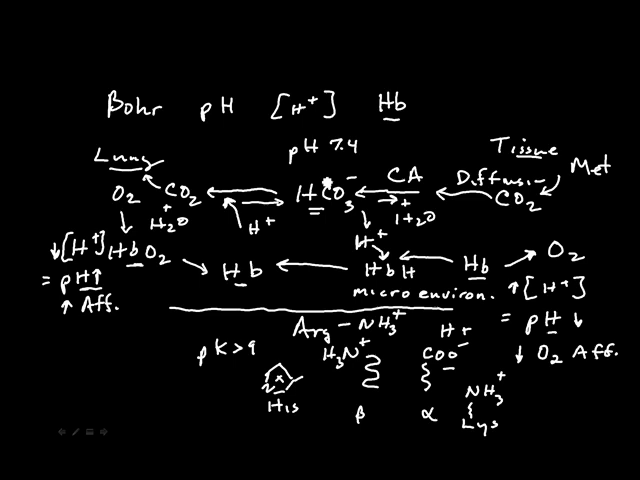 Bohr pH [H+] Hb
pH 7.4
Lung Tissue
CA Diffusi- Met
O2 CO2 HCO3- CO2
+ H2O H+ + H2O
H+
↓[H+] HbO2 Hb HbH Hb O2
= pH↑ micro environ. ↑[H+]
↑ Aff. = pH↓
Arg-NH3+ H+
pK>9 H3N+ COO- ↓ O2 Aff.
NH3+
His β α Lys